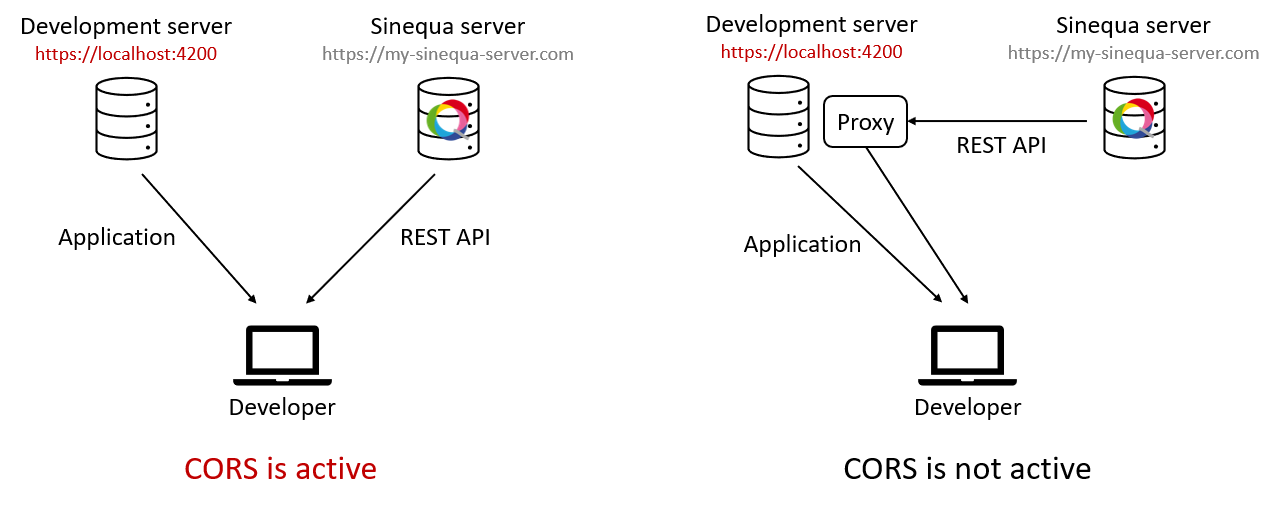 Development server
https://localhost:4200
Sinequa server
https://my-sinequa-server.com
Application
REST API
Developer
CORS is active
Development server
https://localhost:4200
Sinequa server
https://my-sinequa-server.com
Proxy
REST API
Application
Developer
CORS is not active